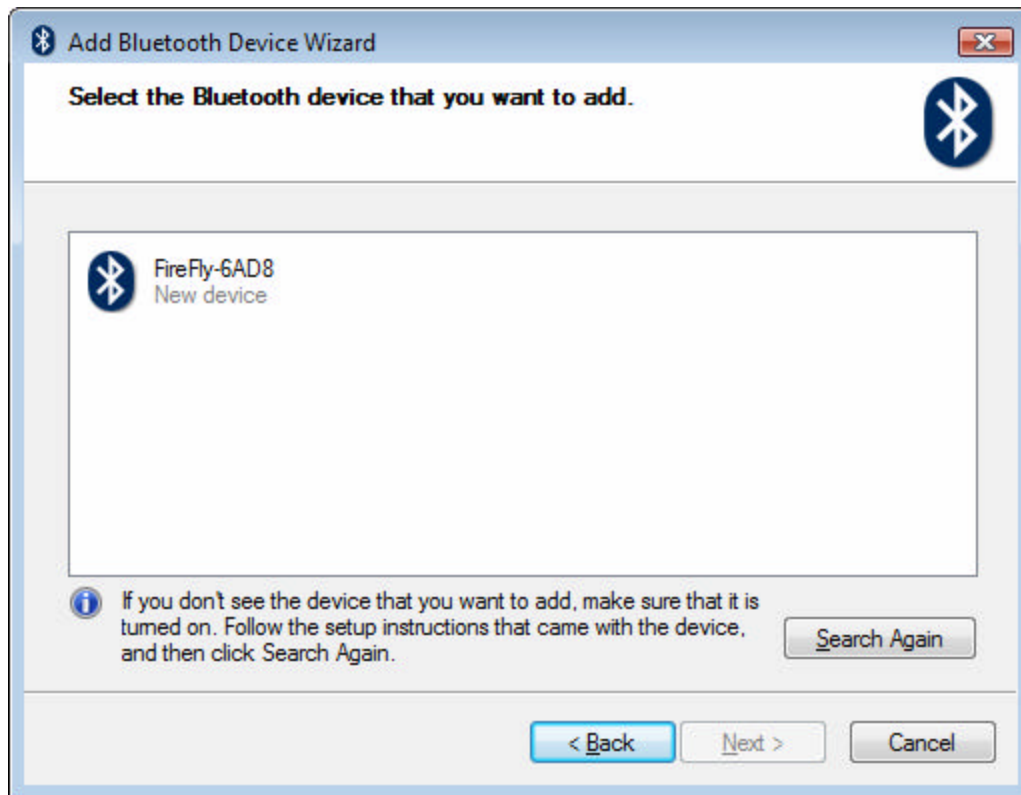 Add Bluetooth Device Wizard
Select the Bluetooth device that you want to add.
FireFly-6AD8
New device
If you don't see the device that you want to add, make sure that it is
turned on. Follow the setup instructions that came with the device,
and then click Search Again.
Search Again
< Back
Next >
Cancel